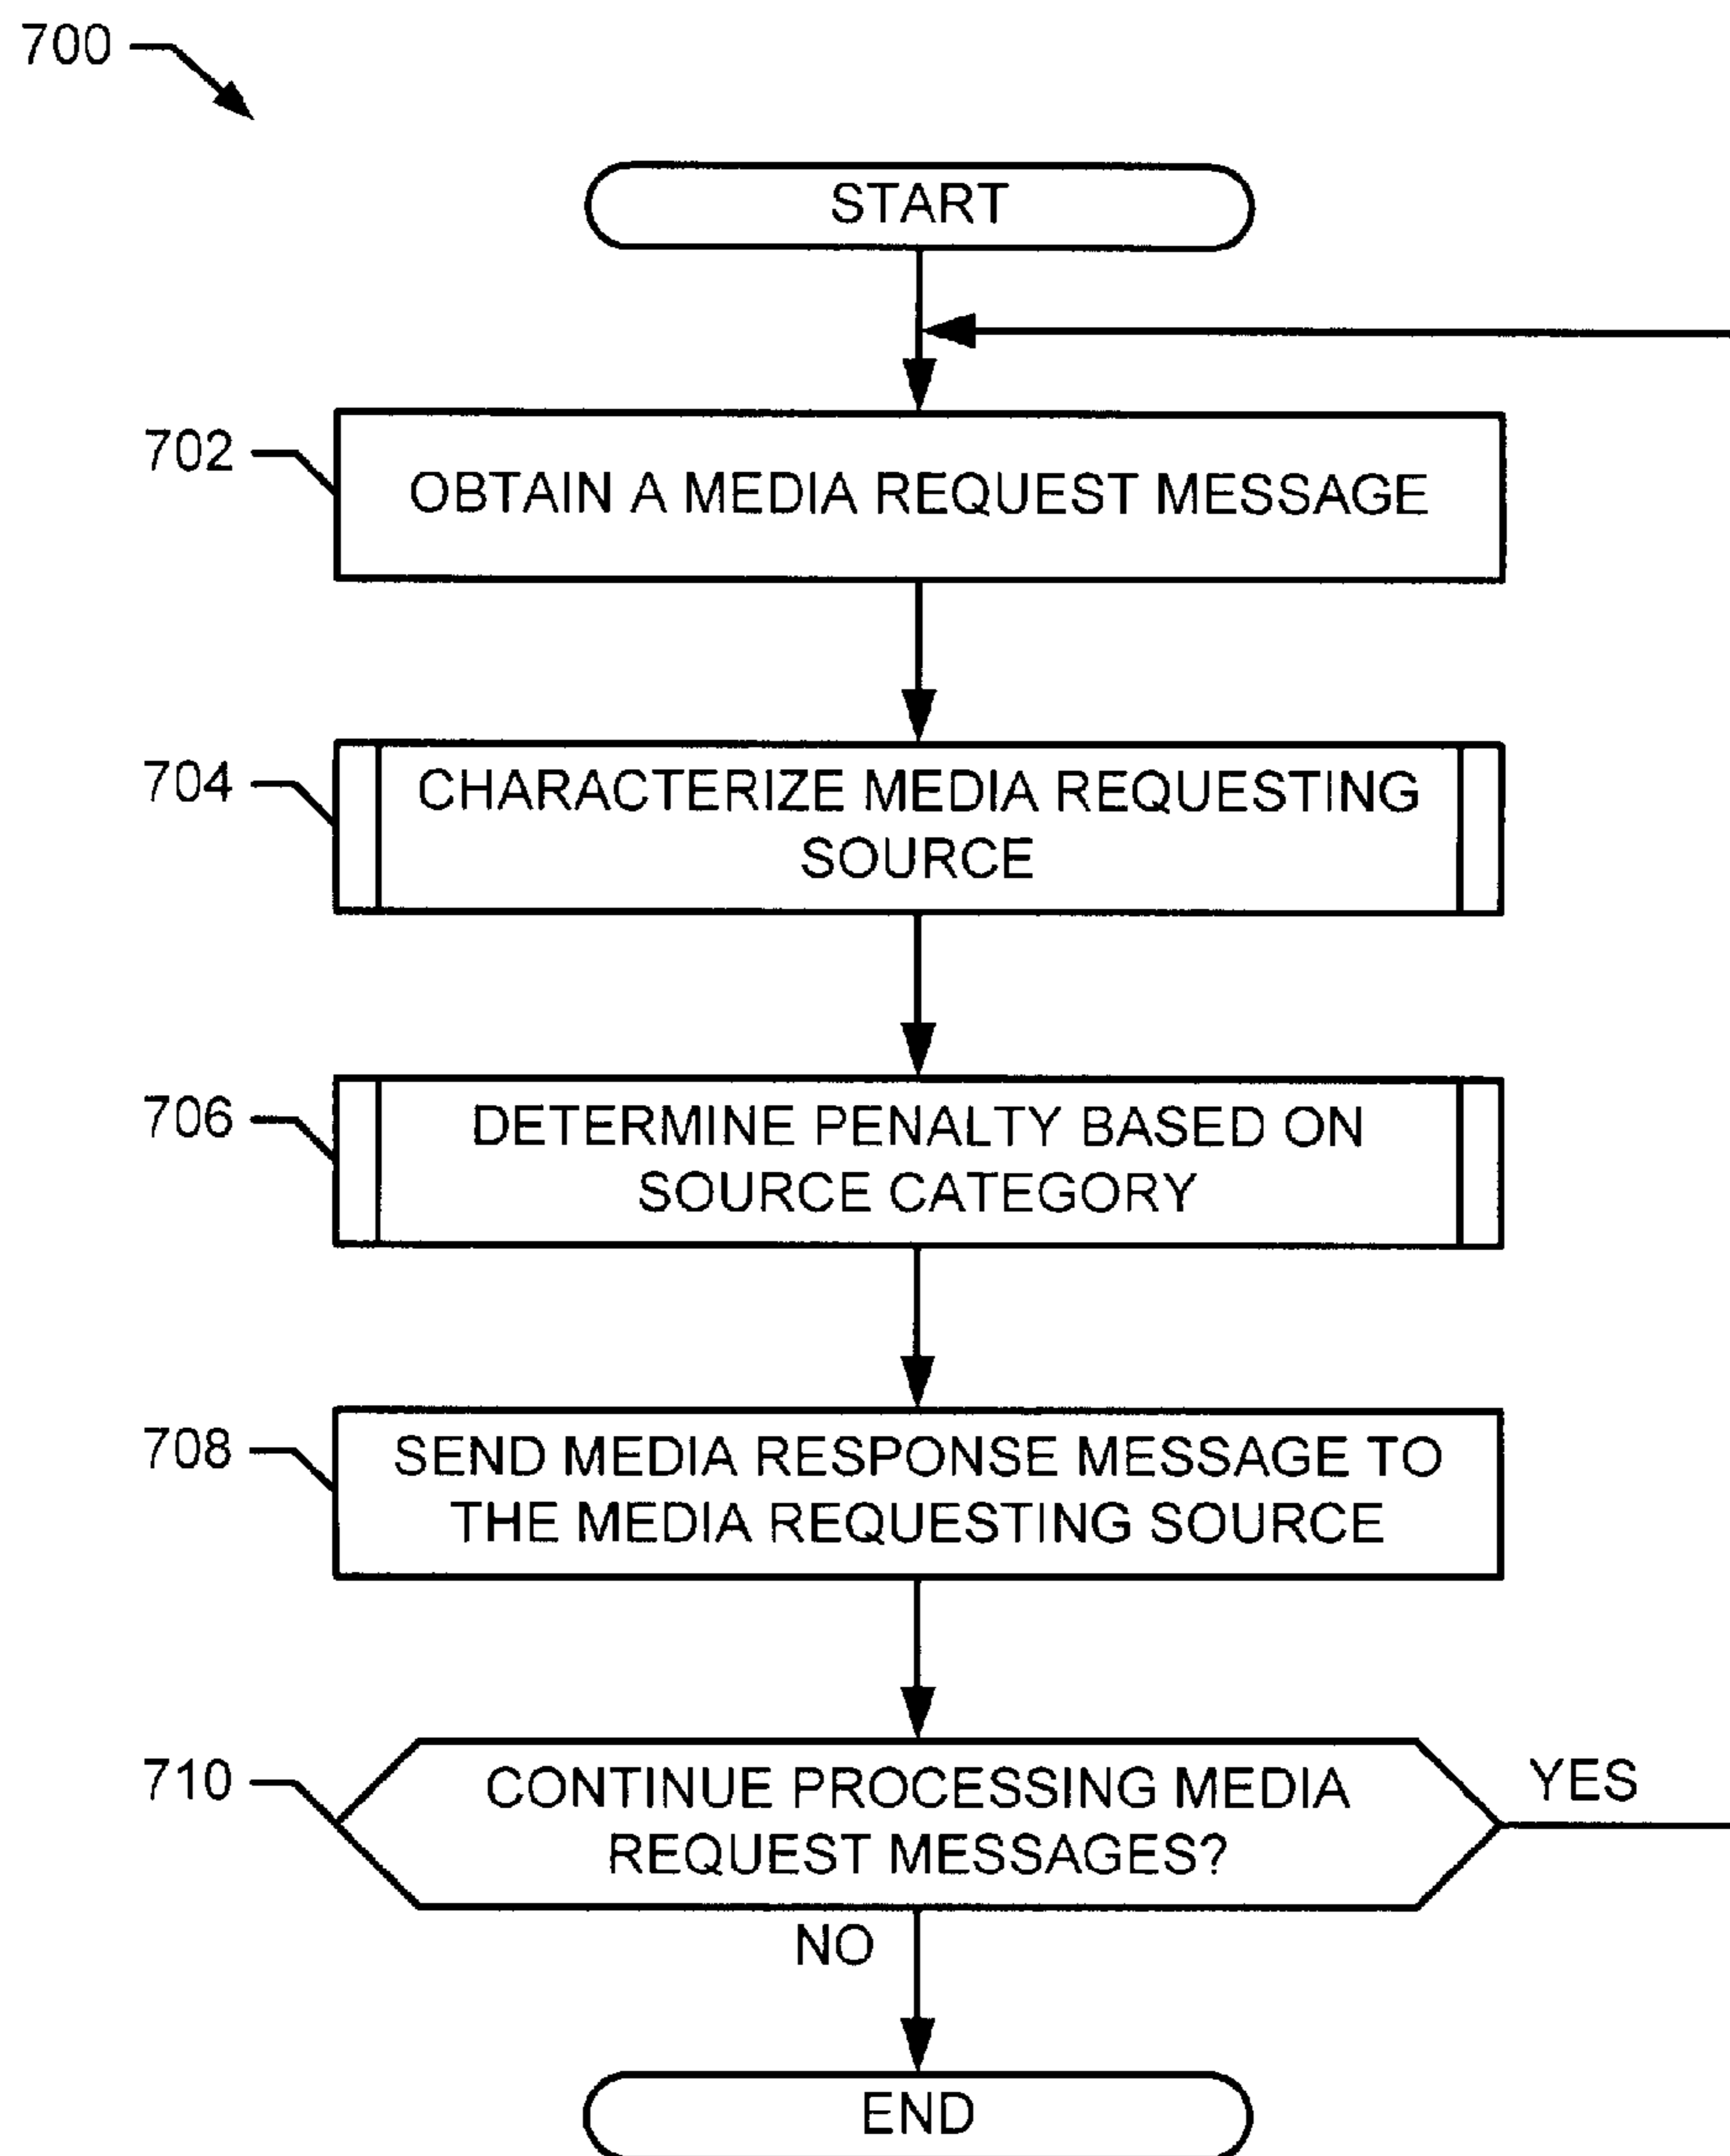 700
START
702
OBTAIN A MEDIA REQUEST MESSAGE
704
CHARACTERIZE MEDIA REQUESTING
SOURCE
706
DETERMINE PENALTY BASED ON
SOURCE CATEGORY
708
SEND MEDIA RESPONSE MESSAGE TO
THE MEDIA REQUESTING SOURCE
710
CONTINUE PROCESSING MEDIA
REQUEST MESSAGES?
YES
NO
END